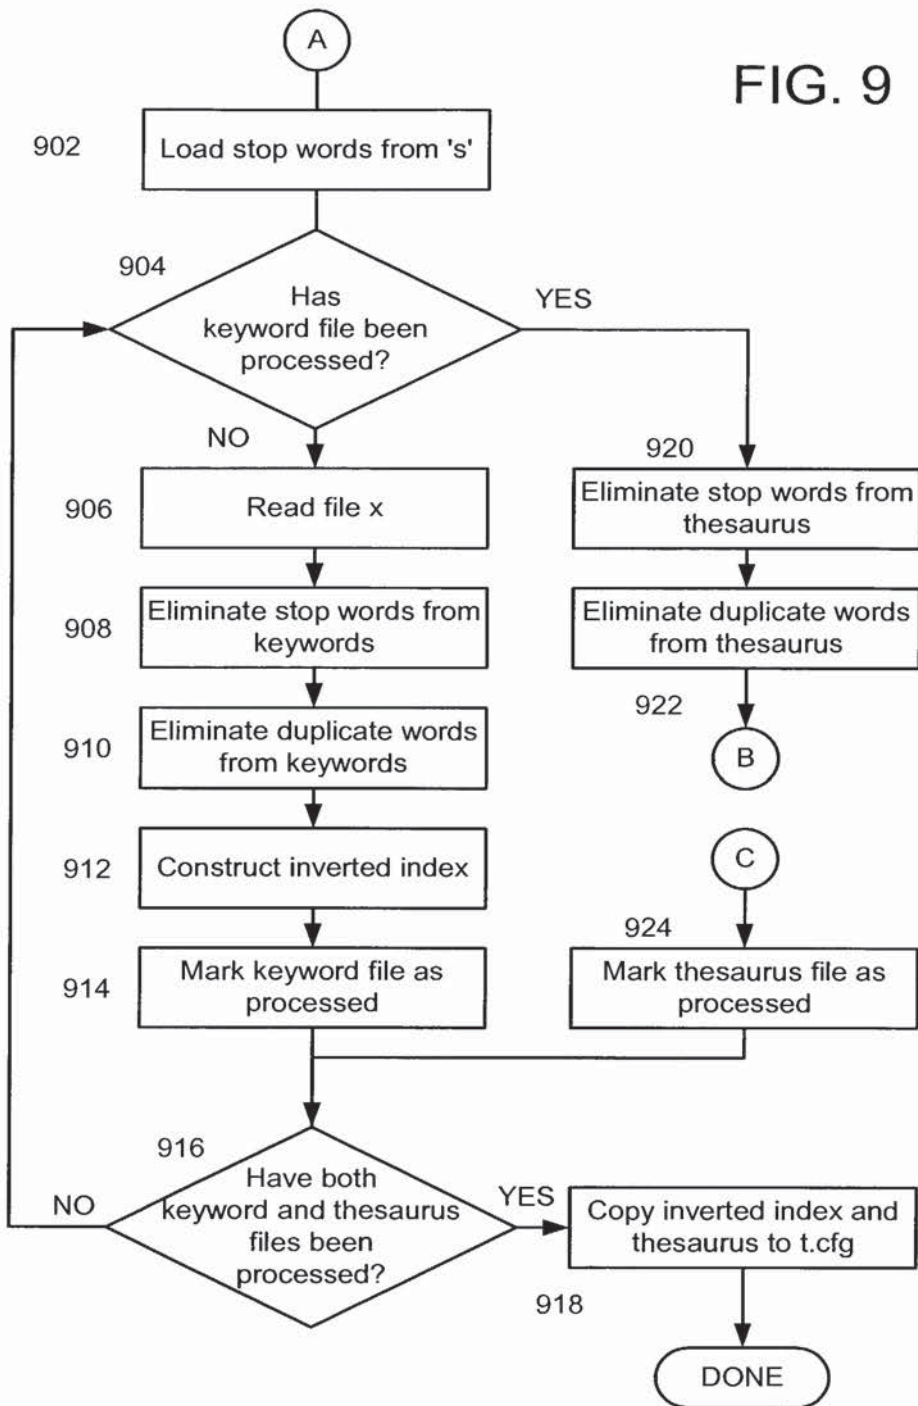 A
FIG. 9
902
Load stop words from 's'
904
Has
keyword file been
processed?
YES
NO
906
Read file x
920
Eliminate stop words from
thesaurus
908
Eliminate stop words from
keywords
Eliminate duplicate words
from thesaurus
922
910
Eliminate duplicate words
from keywords
B
912
Construct inverted index
C
924
914
Mark keyword file as
processed
Mark thesaurus file as
processed
916
Have both
keyword and thesaurus
files been
processed?
NO
YES
Copy inverted index and
thesaurus to t.cfg
918
DONE